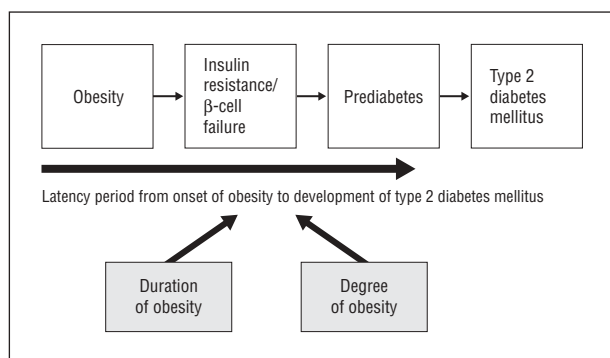 Obesity
Insulin
resistance/
β-cell
failure
Prediabetes
Type 2
diabetes
mellitus
Latency period from onset of obesity to development of type 2 diabetes mellitus
Duration
of obesity
Degree
of obesity